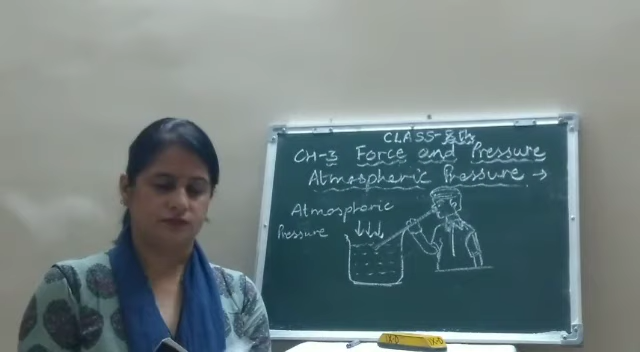 CLASS-8th
CH-3 Force and Pressure
Atmospheric Pressure →
Atmospheric
Pressure